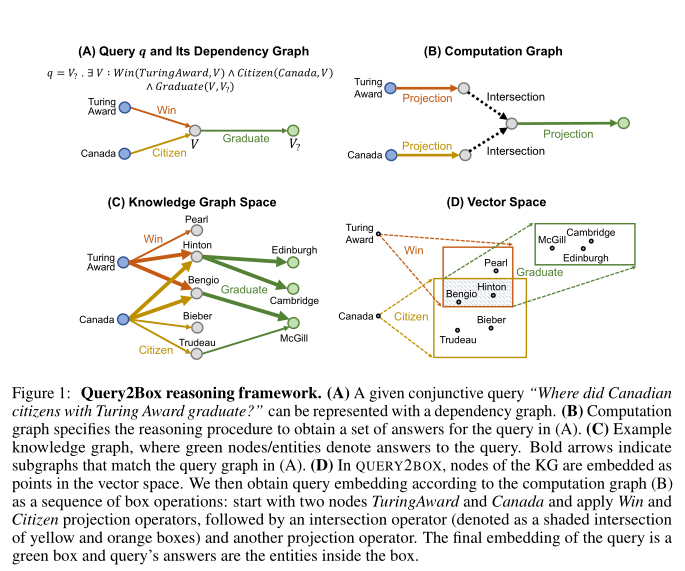 (A) Query q and Its Dependency Graph
q = V? . ∃ V : Win(TuringAward, V) ∧ Citizen(Canada, V)
∧ Graduate(V, V?)
Turing
Award
Win
Canada
Citizen
V
Graduate
V?
(B) Computation Graph
Turing
Award
Projection
Intersection
Canada
Projection
Intersection
Projection
(C) Knowledge Graph Space
Pearl
Win
Hinton
Turing
Award
Edinburgh
Bengio
Graduate
Cambridge
Canada
Bieber
McGill
Citizen
Trudeau
(D) Vector Space
Turing
Award
Win
Cambridge
McGill
Edinburgh
Pearl
Graduate
Hinton
Bengio
Canada
Citizen
Bieber
Trudeau
Figure 1: Query2Box reasoning framework. (A) A given conjunctive query “Where did Canadian
citizens with Turing Award graduate?” can be represented with a dependency graph. (B) Computation
graph specifies the reasoning procedure to obtain a set of answers for the query in (A). (C) Example
knowledge graph, where green nodes/entities denote answers to the query. Bold arrows indicate
subgraphs that match the query graph in (A). (D) In QUERY2BOX, nodes of the KG are embedded as
points in the vector space. We then obtain query embedding according to the computation graph (B)
as a sequence of box operations: start with two nodes TuringAward and Canada and apply Win and
Citizen projection operators, followed by an intersection operator (denoted as a shaded intersection
of yellow and orange boxes) and another projection operator. The final embedding of the query is a
green box and query’s answers are the entities inside the box.